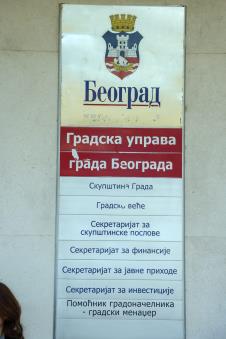 Београд
Градска управа
града Београда
Скупштина Града
Градско веће
Секретаријат за
скупштинске послове
Секретаријат за финансије
Секретаријат за јавне приходе
Секретаријат за инвестиције
Помоћник градоначелника -
градски менаџер